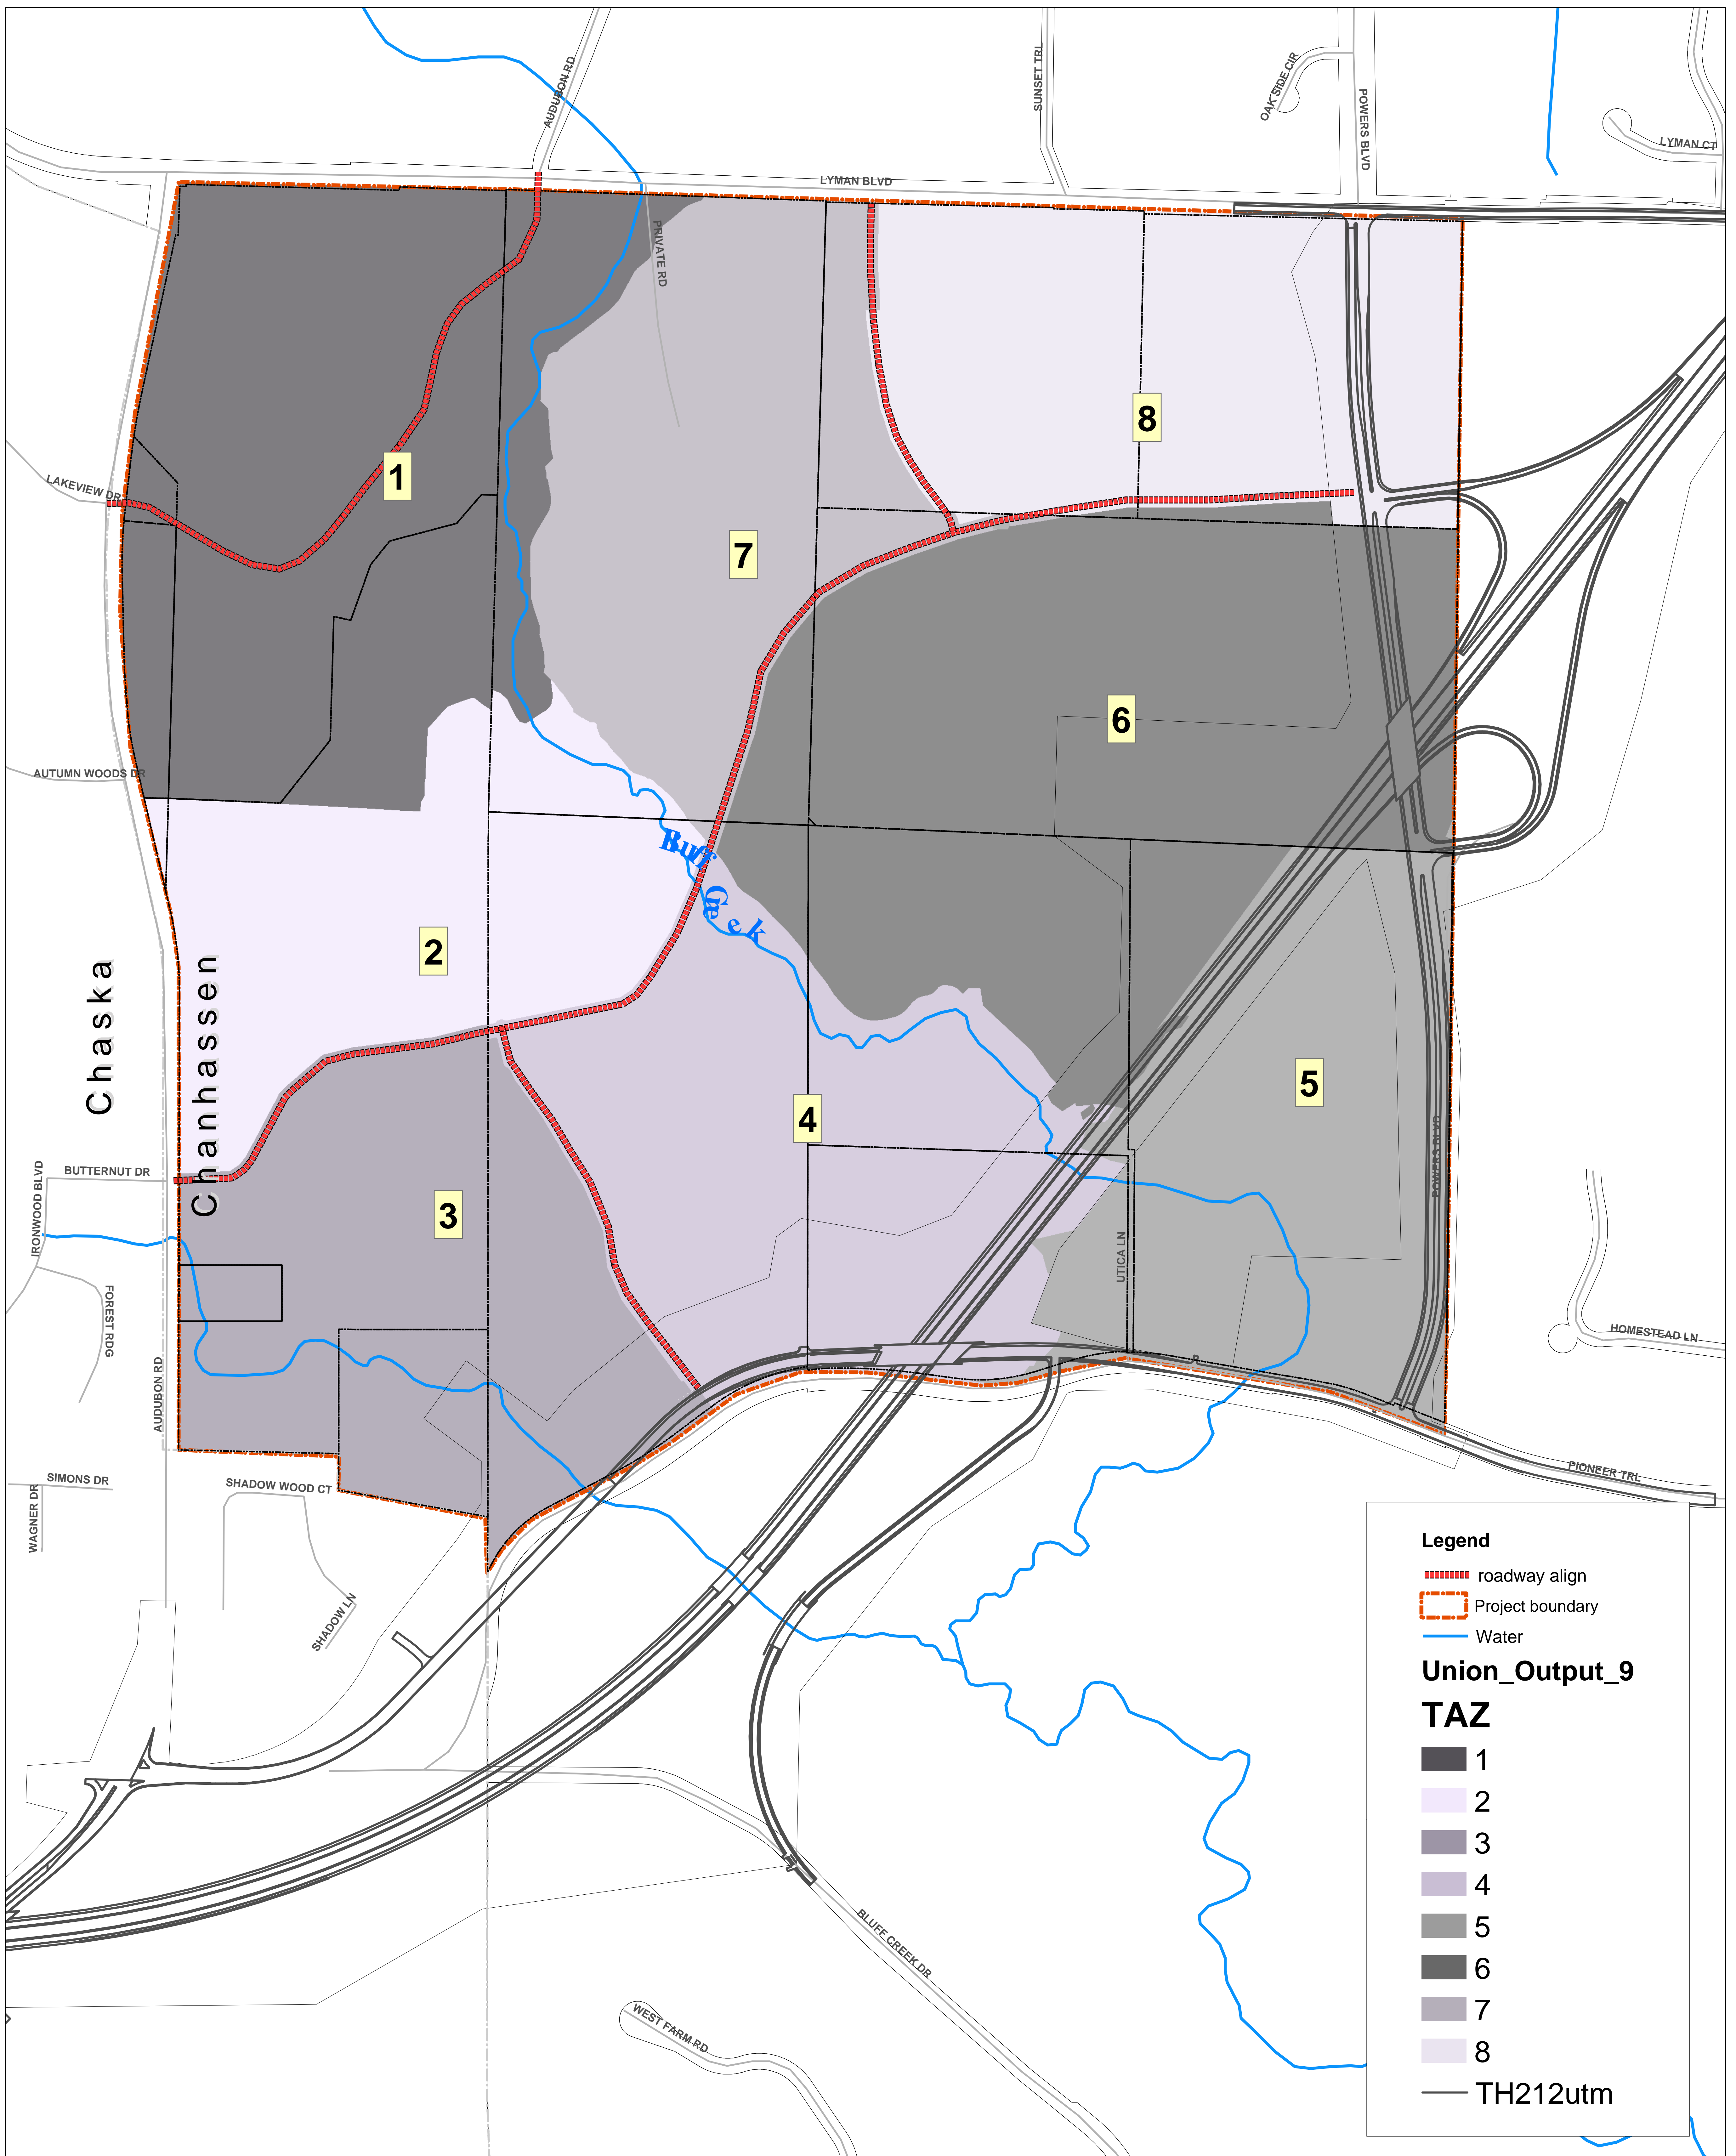 AUDUBON RD
SUNSET TRL
OAK SIDE CIR
POWERS BLVD
LYMAN CT
LYMAN BLVD
PRIVATE RD
8
1
LAKEVIEW DR
7
6
AUTUMN WOODS DR
Bluff
Creek
2
Chaska
Chanhassen
5
4
POWERS BLVD
BUTTERNUT DR
IRONWOOD BLVD
3
UTICA LN
FOREST RDG
HOMESTEAD LN
AUDUBON RD
PIONEER TRL
SIMONS DR
WAGNER DR
SHADOW WOOD CT
SHADOW LN
BLUFF CREEK DR
WEST FARM RD
Legend
roadway align
Project boundary
Water
Union_Output_9
TAZ
1
2
3
4
5
6
7
8
TH212utm